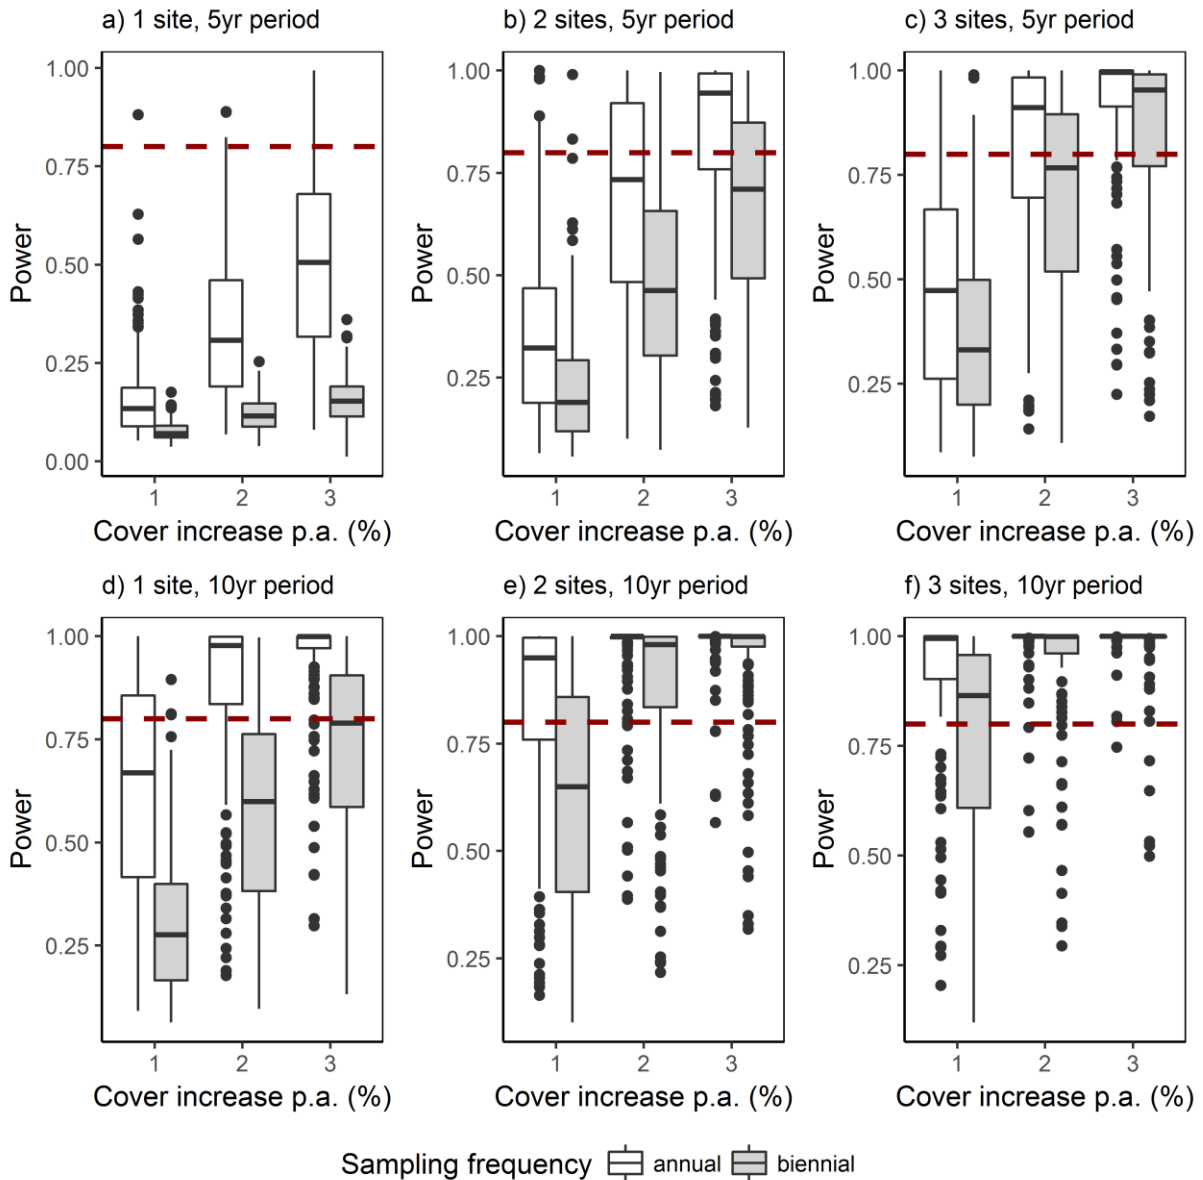 a) 1 site, 5yr period
b) 2 sites, 5yr period
c) 3 sites, 5yr period
Power
1.00
0.75
0.50
0.25
0.00
1 2 3
Cover increase p.a. (%)
Power
1.00
0.75
0.50
0.25
1 2 3
Cover increase p.a. (%)
Power
1.00
0.75
0.50
0.25
1 2 3
Cover increase p.a. (%)
d) 1 site, 10yr period
e) 2 sites, 10yr period
f) 3 sites, 10yr period
Power
1.00
0.75
0.50
0.25
1 2 3
Cover increase p.a. (%)
Power
1.00
0.75
0.50
0.25
1 2 3
Cover increase p.a. (%)
Power
1.00
0.75
0.50
0.25
1 2 3
Cover increase p.a. (%)
Sampling frequency annual biennial